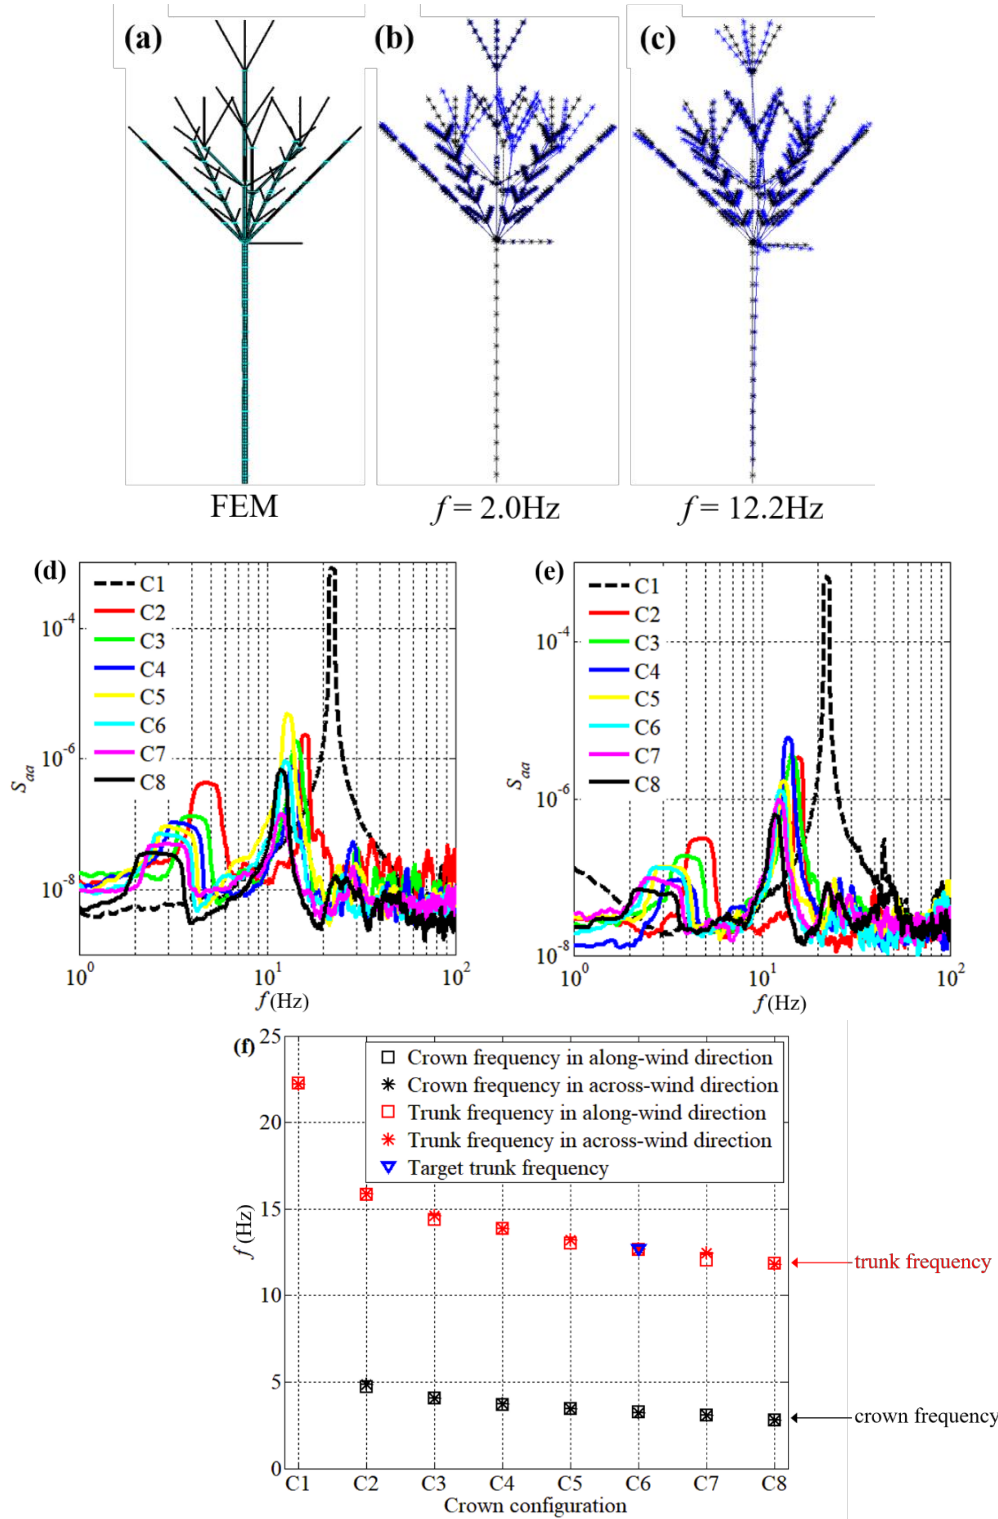 (a)
(b)
(c)
FEM
f = 2.0Hz
f = 12.2Hz
(d)
C1
C2
C3
C4
C5
C6
C7
C8
10^-4
10^-6
10^-8
S_aa
10^0
10^1
10^2
f (Hz)
(e)
C1
C2
C3
C4
C5
C6
C7
C8
10^-4
10^-6
10^-8
S_aa
10^0
10^1
10^2
f (Hz)
(f)
25
20
15
10
5
0
f (Hz)
Crown frequency in along-wind direction
Crown frequency in across-wind direction
Trunk frequency in along-wind direction
Trunk frequency in across-wind direction
Target trunk frequency
trunk frequency
crown frequency
C1 C2 C3 C4 C5 C6 C7 C8
Crown configuration